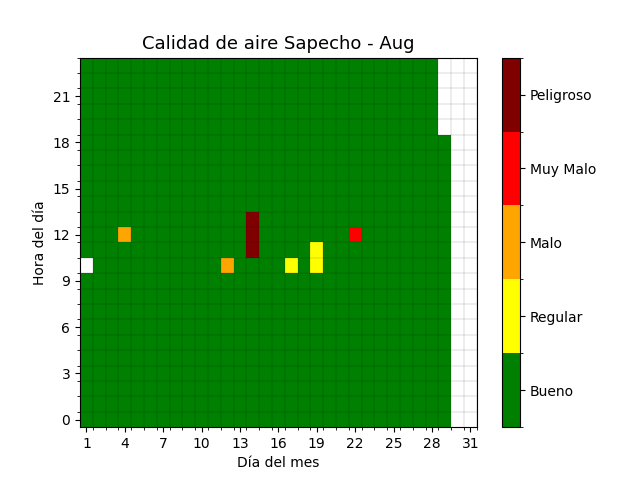 Calidad de aire Sapecho - Aug
21
18
15
12
9
6
3
0
Hora del día
1 4 7 10 13 16 19 22 25 28 31
Día del mes
Peligroso
Muy Malo
Malo
Regular
Bueno